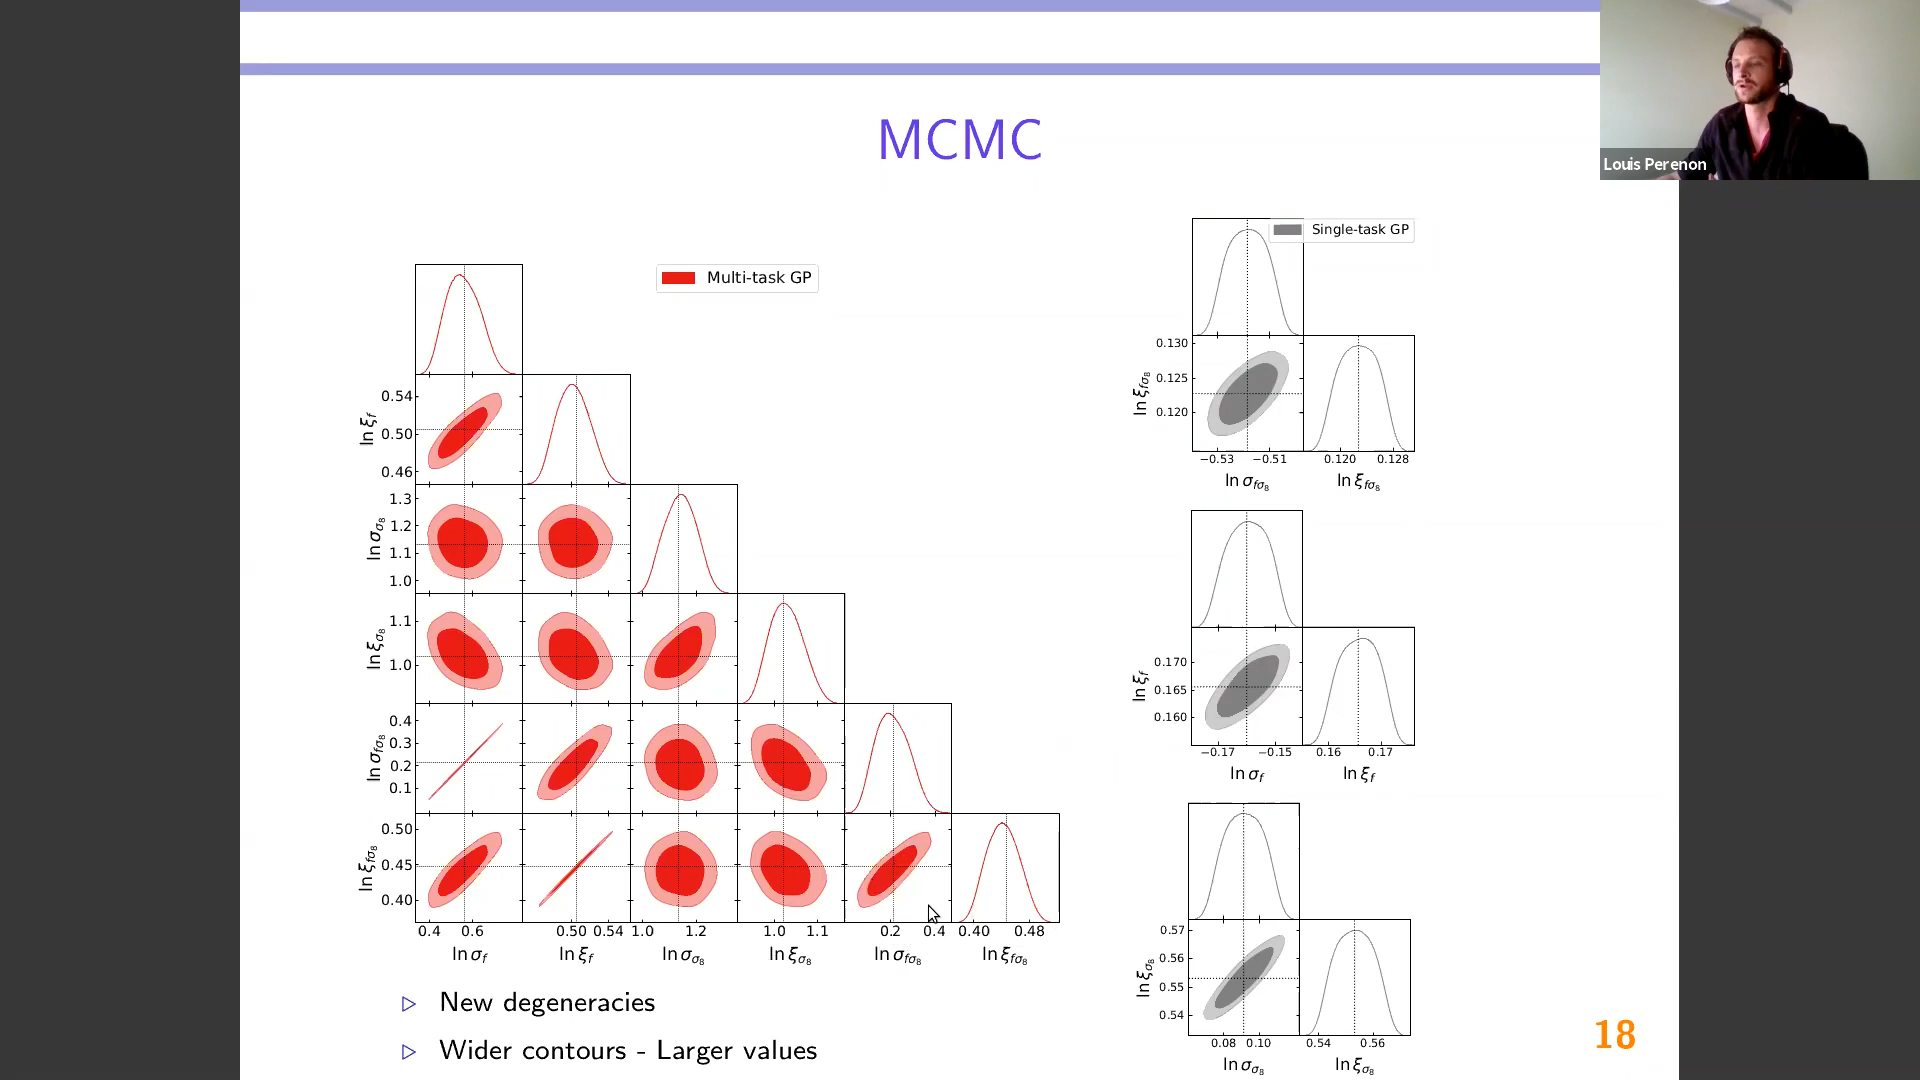 Louis Perenon
MCMC
Multi-task GP
ln ξ_f
0.54
0.50
0.46
ln σ_σ₈
1.3
1.2
1.1
1.0
ln ξ_σ₈
1.1
1.0
ln σ_fσ₈
0.4
0.3
0.2
0.1
ln ξ_fσ₈
0.50
0.45
0.40
0.4 0.6 0.50 0.54 1.0 1.2 1.0 1.1 0.2 0.4 0.40 0.48
ln σ_f ln ξ_f ln σ_σ₈ ln ξ_σ₈ ln σ_fσ₈ ln ξ_fσ₈
Single-task GP
ln ξ_fσ₈
0.130
0.125
0.120
−0.53 −0.51 0.120 0.128
ln σ_fσ₈ ln ξ_fσ₈
ln ξ_f
0.170
0.165
0.160
−0.17 −0.15 0.16 0.17
ln σ_f ln ξ_f
ln ξ_σ₈
0.57
0.56
0.55
0.54
0.08 0.10 0.54 0.56
ln σ_σ₈ ln ξ_σ₈
▷ New degeneracies
▷ Wider contours - Larger values
18